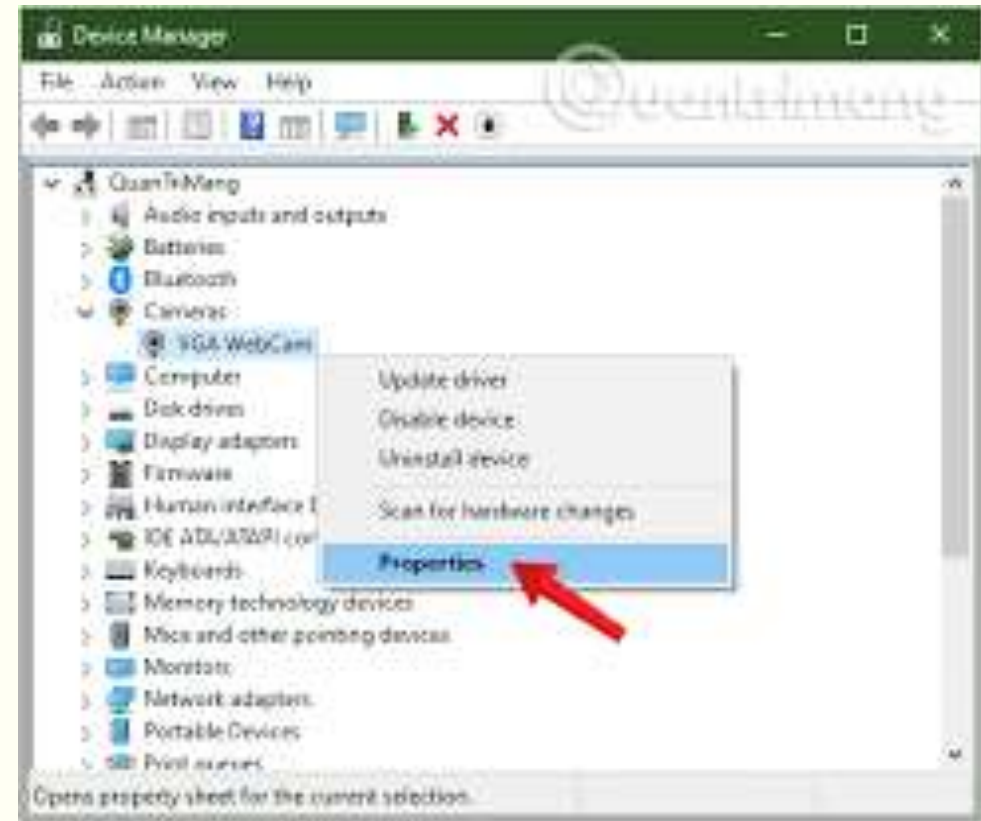 Device Manager
File Action View Help
@uantrimang
QuanTriMang
Audio inputs and outputs
Batteries
Bluetooth
Cameras
VGA WebCam
Computer
Disk drives
Display adapters
Firmware
Human Interface D
IDE ATA/ATAPI con
Keyboards
Memory technology devices
Mice and other pointing devices
Monitors
Network adapters
Portable Devices
Print queues
Update driver
Disable device
Uninstall device
Scan for hardware changes
Properties
Opens property sheet for the current selection.